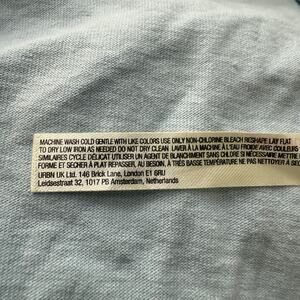 MACHINE WASH COLD GENTLE WITH LIKE COLORS USE ONLY NON-CHLORINE BLEACH RESHAPE LAY FLAT
TO DRY LOW IRON AS NEEDED DO NOT DRY CLEAN LAVER À LA MACHINE À L'EAU FROIDE AVEC COULEURS
SIMILAIRES CYCLE DÉLICAT UTILISER UN AGENT DE BLANCHIMENT SANS CHLORE SI NÉCESSAIRE METTRE
FORME ET SÉCHER À PLAT REPASSER, AU BESOIN, À TRÈS BASSE TEMPÉRATURE NE PAS NETTOYER À SEC
URBN UK Ltd. 146 Brick Lane, London E1 6RU
Leidsestraat 32, 1017 PB Amsterdam, Netherlands